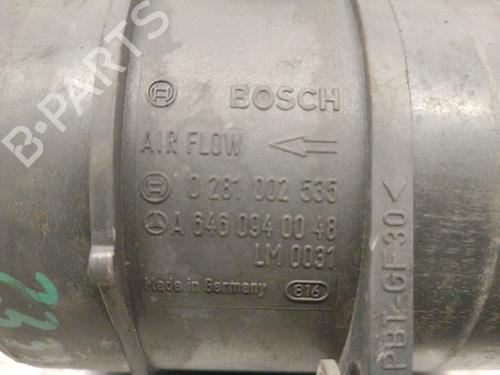 BOSCH
AIR FLOW
0 281 002 535
A 646 094 00 48
LM 0031
Made in Germany 816
PBT-GF30<
B-PARTS